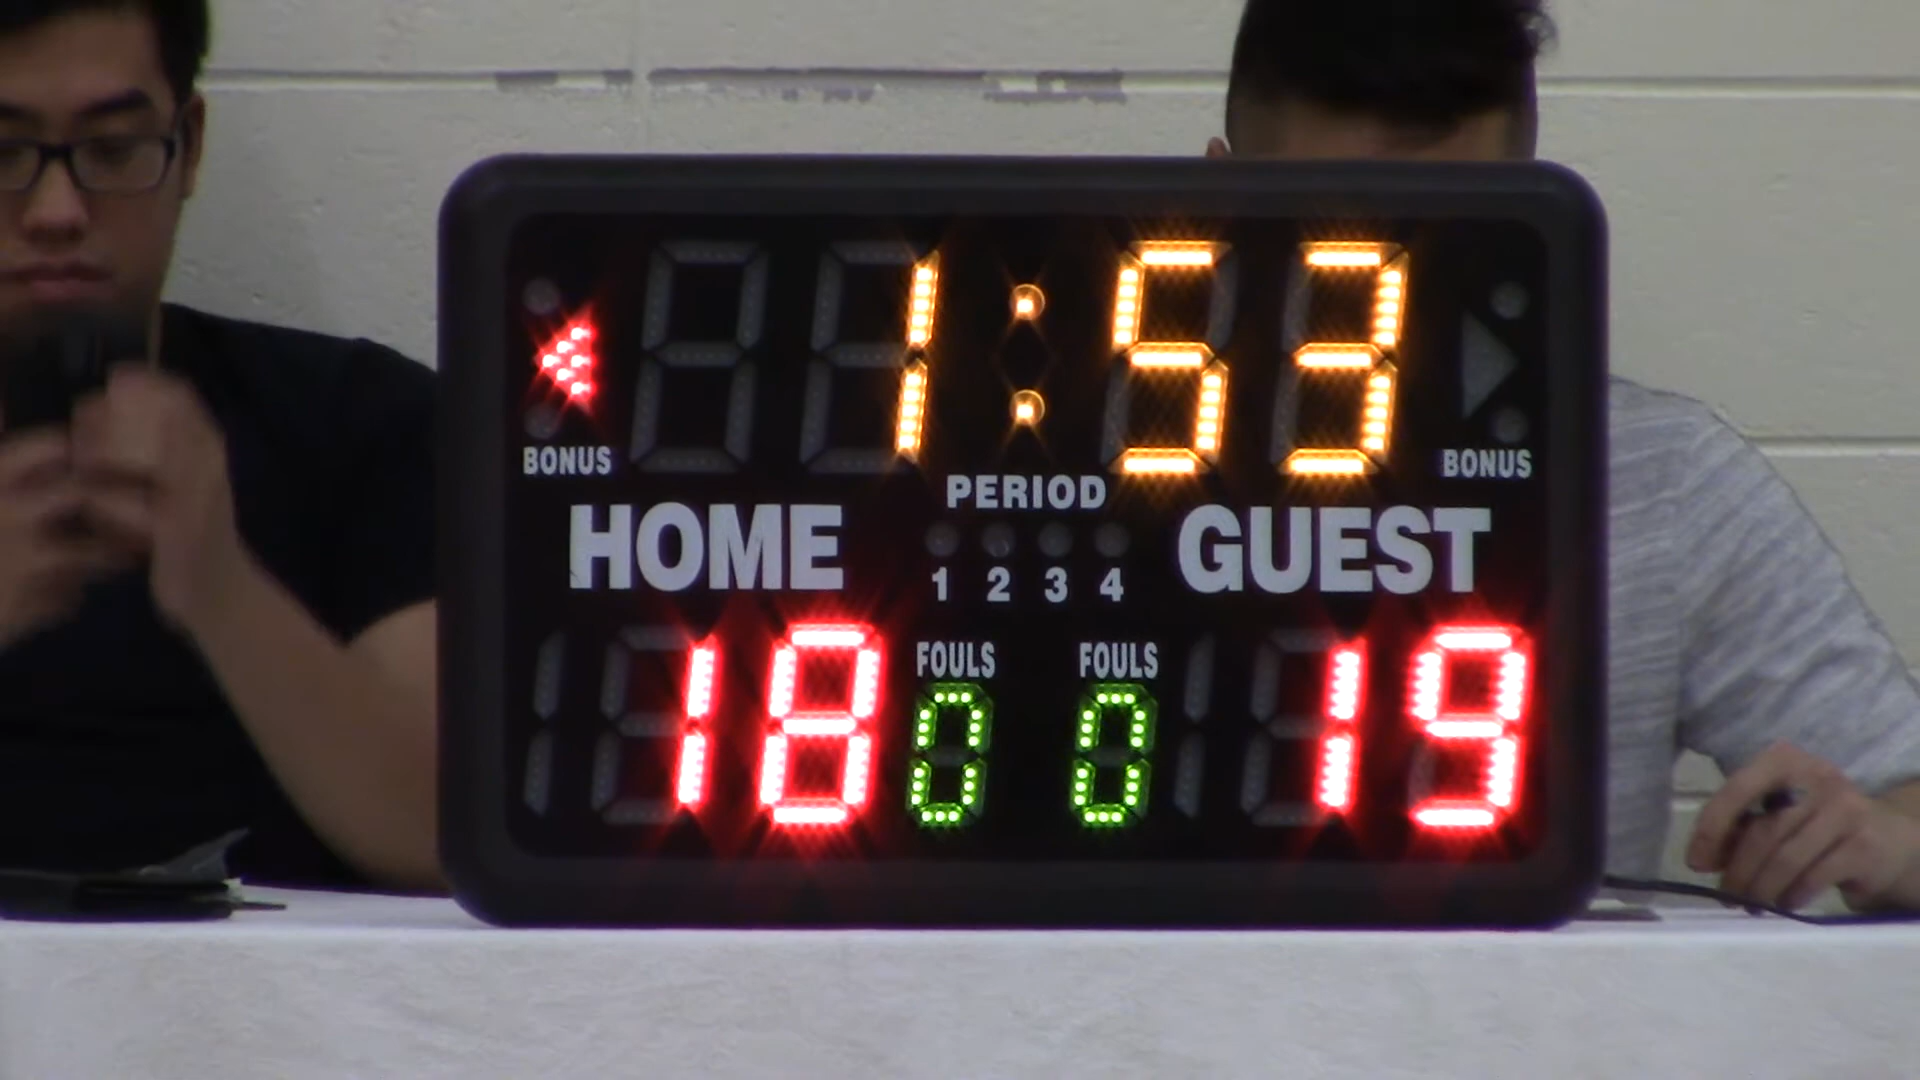 1:53
BONUS BONUS
PERIOD
HOME GUEST
1 2 3 4
FOULS FOULS
18 0 0 19